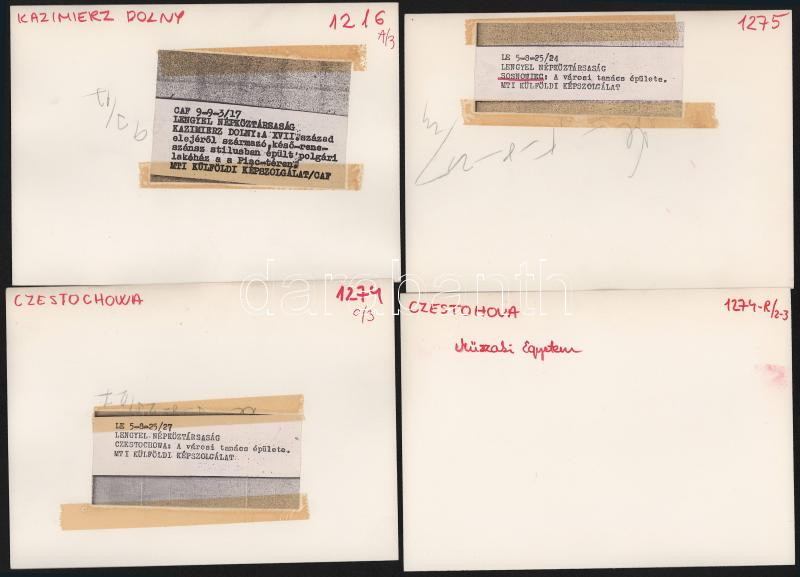 KAZIMIERZ DOLNY
1216
A/3
CAF 9-9-3/17
LENGYEL NÉPKÖZTÁRSASÁG
KAZIMIERZ DOLNY: A XVII.század
elejéről származó,késő-rene-
szánsz stilusban épült polgári
lakóház a a Piac-téren.
MTI KÜLFÖLDI KÉPSZOLGÁLAT/CAF
1275
LE 5-8-25/24
LENGYEL NÉPKÖZTÁRSASÁG
SOSNOWIEC: A városi tanács épülete.
MTI KÜLFÖLDI KÉPSZOLGÁLAT
CZESTOCHOWA
1274
C/3
LE 5-8-25/27
LENGYEL NÉPKÖZTÁRSASÁG
CZESTOCHOWA: A városi tanács épülete.
MTI KÜLFÖLDI KÉPSZOLGÁLAT
CZESTOHOVA
1274-R/2-3
Műszaki Egyetem
darabanth